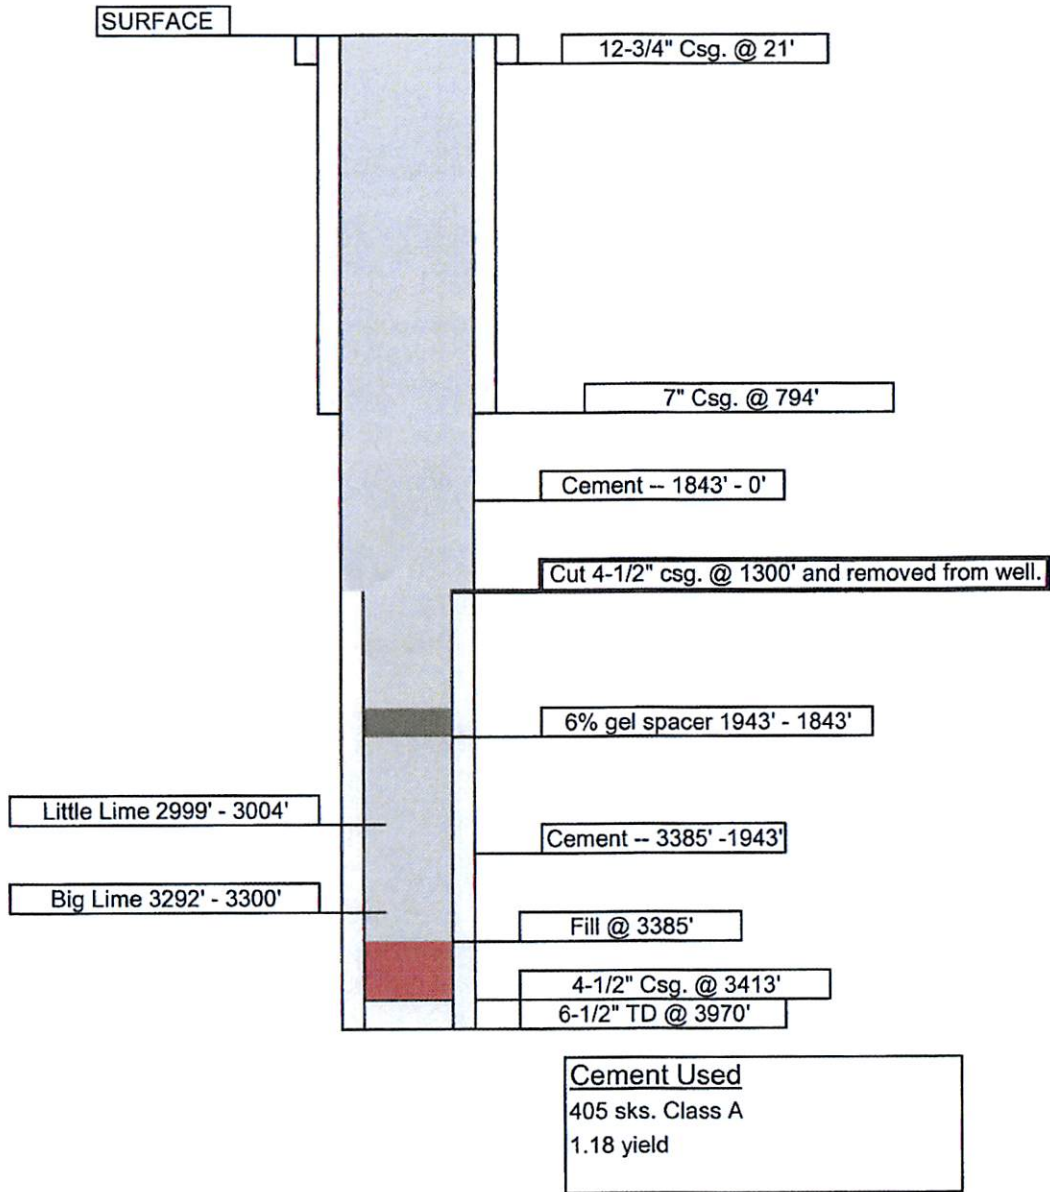 SURFACE
12-3/4" Csg. @ 21'
7" Csg. @ 794'
Cement -- 1843' - 0'
Cut 4-1/2" csg. @ 1300' and removed from well.
6% gel spacer 1943' - 1843'
Little Lime 2999' - 3004'
Cement -- 3385' -1943'
Big Lime 3292' - 3300'
Fill @ 3385'
4-1/2" Csg. @ 3413'
6-1/2" TD @ 3970'
Cement Used
405 sks. Class A
1.18 yield